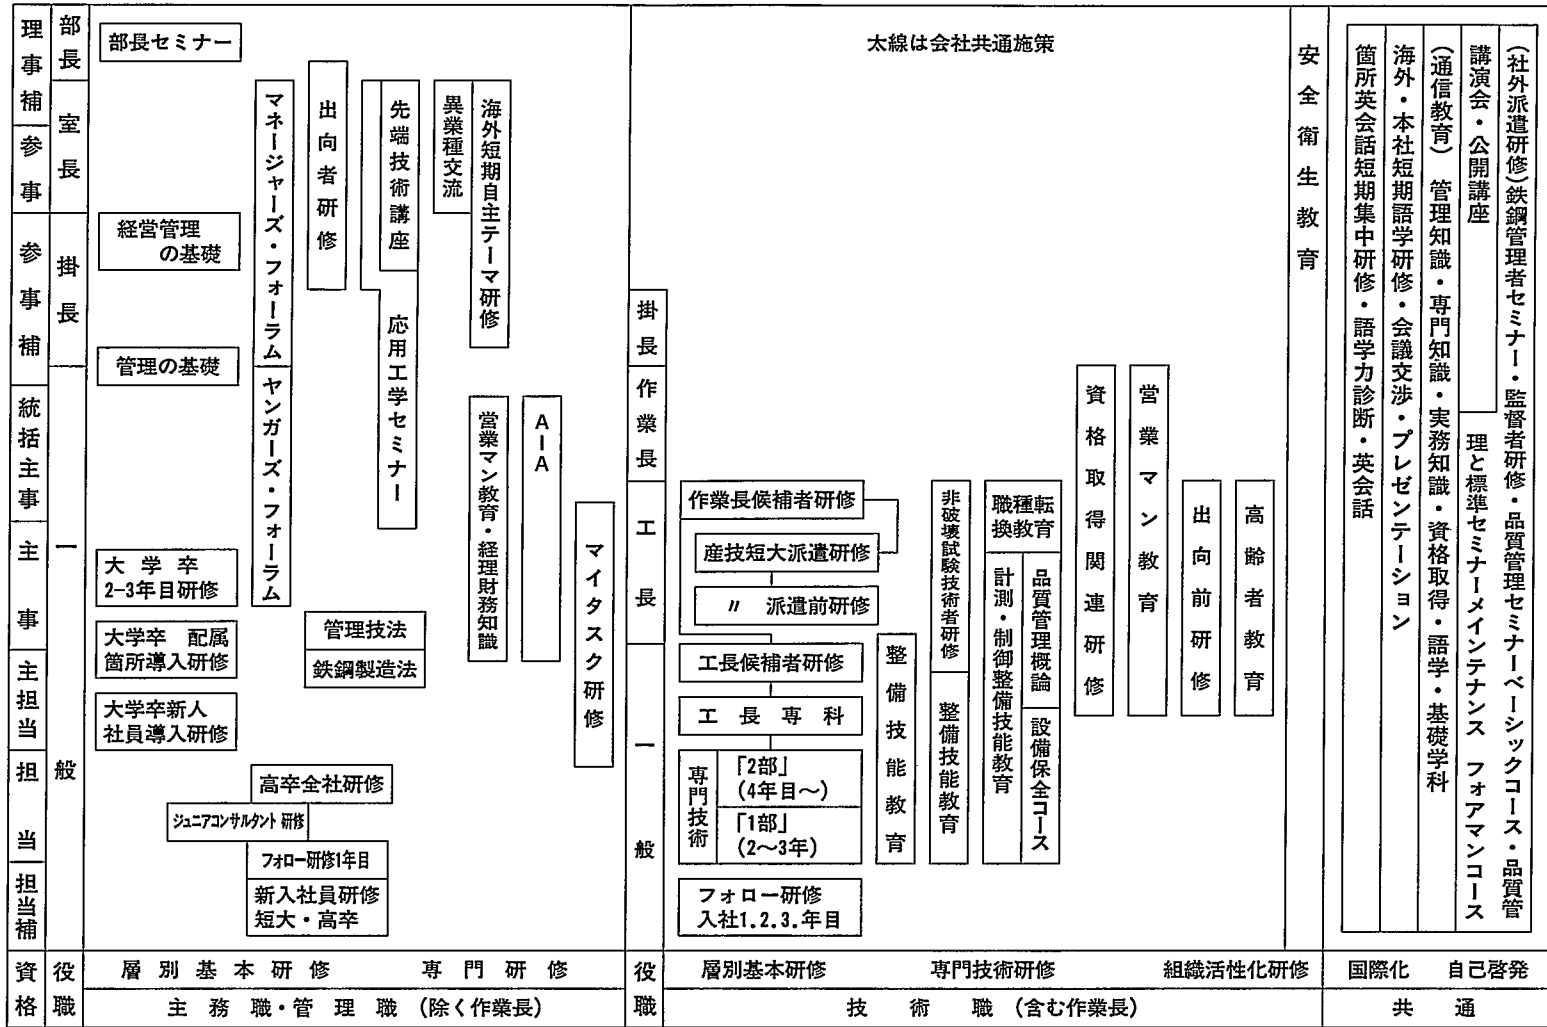 理事補
参事
参事補
統括主事
主事
主担当
担当
担当補
資格
部長
室長
掛長
一般
役職
部長セミナー
経営管理
の基礎
管理の基礎
大学卒
2-3年目研修
大学卒 配属
箇所導入研修
大学卒新人
社員導入研修
マネージャーズ・フォーラム
ヤンガーズ・フォーラム
出向者研修
先端技術講座
応用工学セミナー
異業種交流
海外短期自主テーマ研修
営業マン教育・経理財務知識
AIA
マイタスク研修
管理技法
鉄鋼製造法
高卒全社研修
ジュニアコンサルタント 研修
フォロー研修1年目
新入社員研修
短大・高卒
層別基本研修
専門研修
主務職・管理職 (除く作業長)
太線は会社共通施策
掛長
作業長
工長
一般
役職
作業長候補者研修
産技短大派遣研修
〃 派遣前研修
工長候補者研修
工長専科
専門技術
「2部」
(4年目〜)
「1部」
(2〜3年)
フォロー研修
入社1.2.3.年目
整備技能教育
非破壊試験技術者研修
整備技能教育
職種転
換教育
計測・制御整備技能教育
品質管理概論
設備保全コース
資格取得関連研修
営業マン教育
出向前研修
高齢者教育
層別基本研修
専門技術研修
組織活性化研修
技術職 (含む作業長)
安全衛生教育
(社外派遣研修)鉄鋼管理者セミナー・監督者研修・品質管理セミナーベーシックコース・品質管
理と標準セミナーメインテナンス フォアマンコース
講演会・公開講座
(通信教育) 管理知識・専門知識・実務知識・資格取得・語学・基礎学科
海外・本社短期語学研修・会議交渉・プレゼンテーション
箇所英会話短期集中研修・語学力診断・英会話
国際化
自己啓発
共通